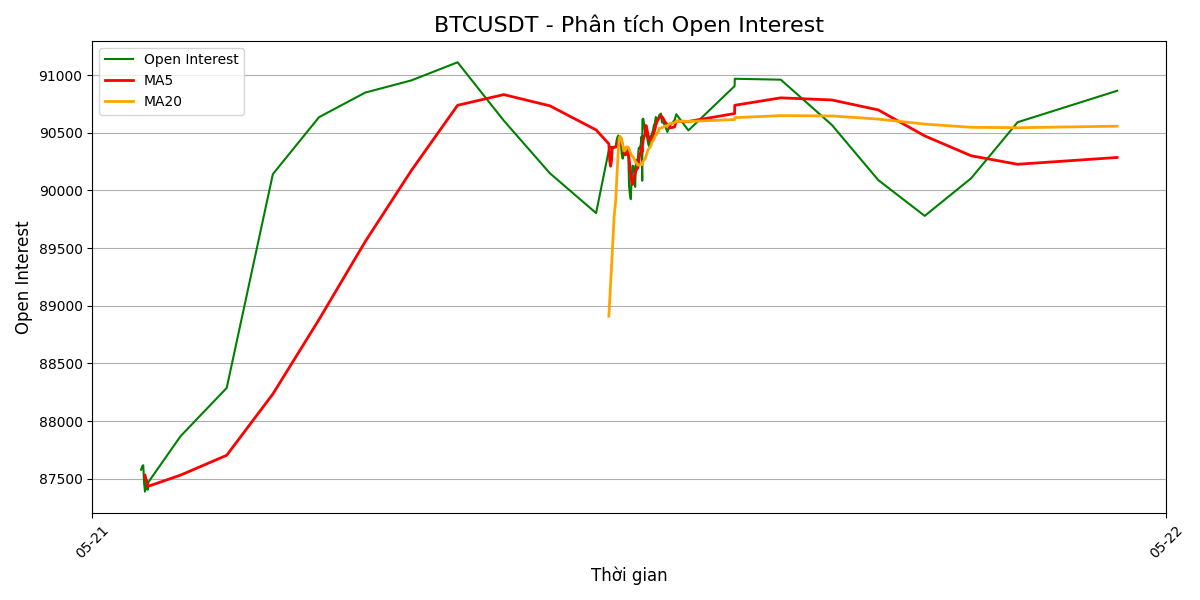 BTCUSDT - Phân tích Open Interest
Open Interest
MA5
MA20
Open Interest
91000
90500
90000
89500
89000
88500
88000
87500
05-21
05-22
Thời gian